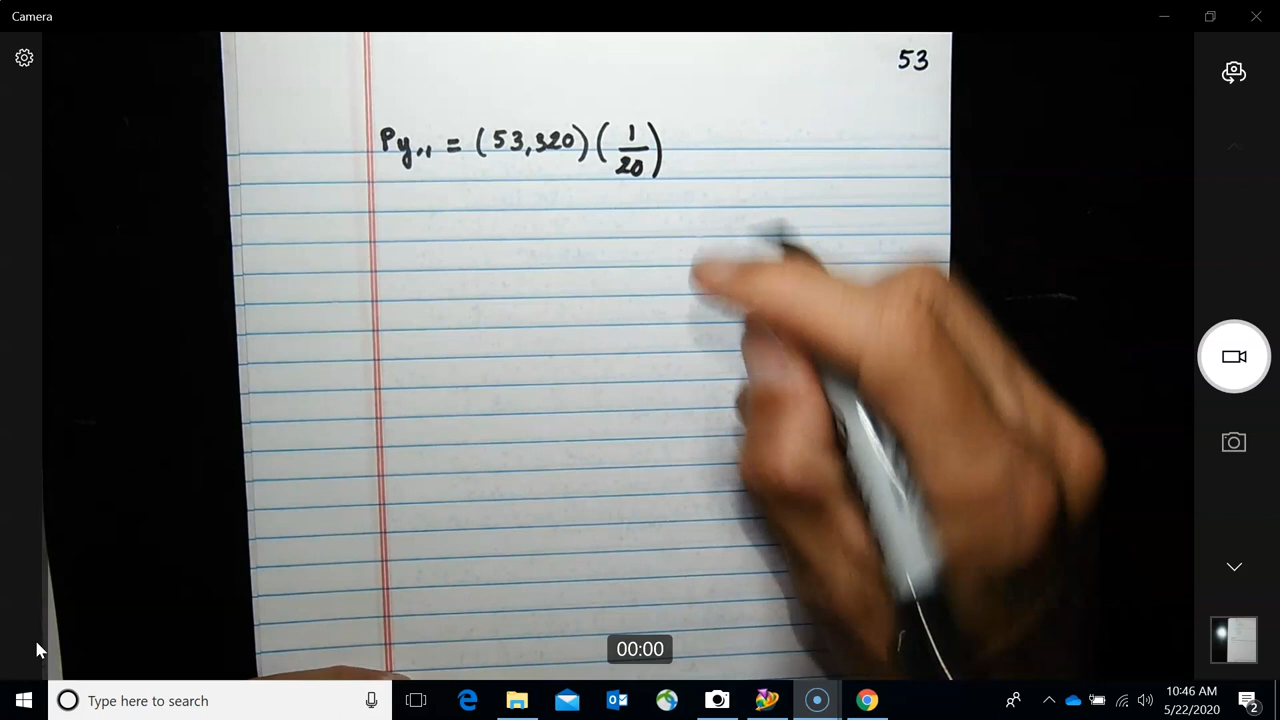 Camera
53
Py,, = (53,320)(1/20)
00:00
Type here to search
10:46 AM
5/22/2020
2